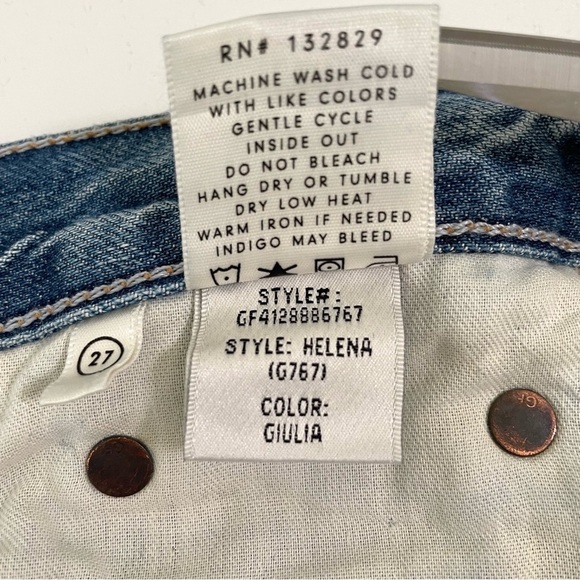 RN# 132829
MACHINE WASH COLD
WITH LIKE COLORS
GENTLE CYCLE
INSIDE OUT
DO NOT BLEACH
HANG DRY OR TUMBLE
DRY LOW HEAT
WARM IRON IF NEEDED
INDIGO MAY BLEED
STYLE#:
GF4128886767
STYLE: HELENA
(G767)
COLOR:
GIULIA
27
GF